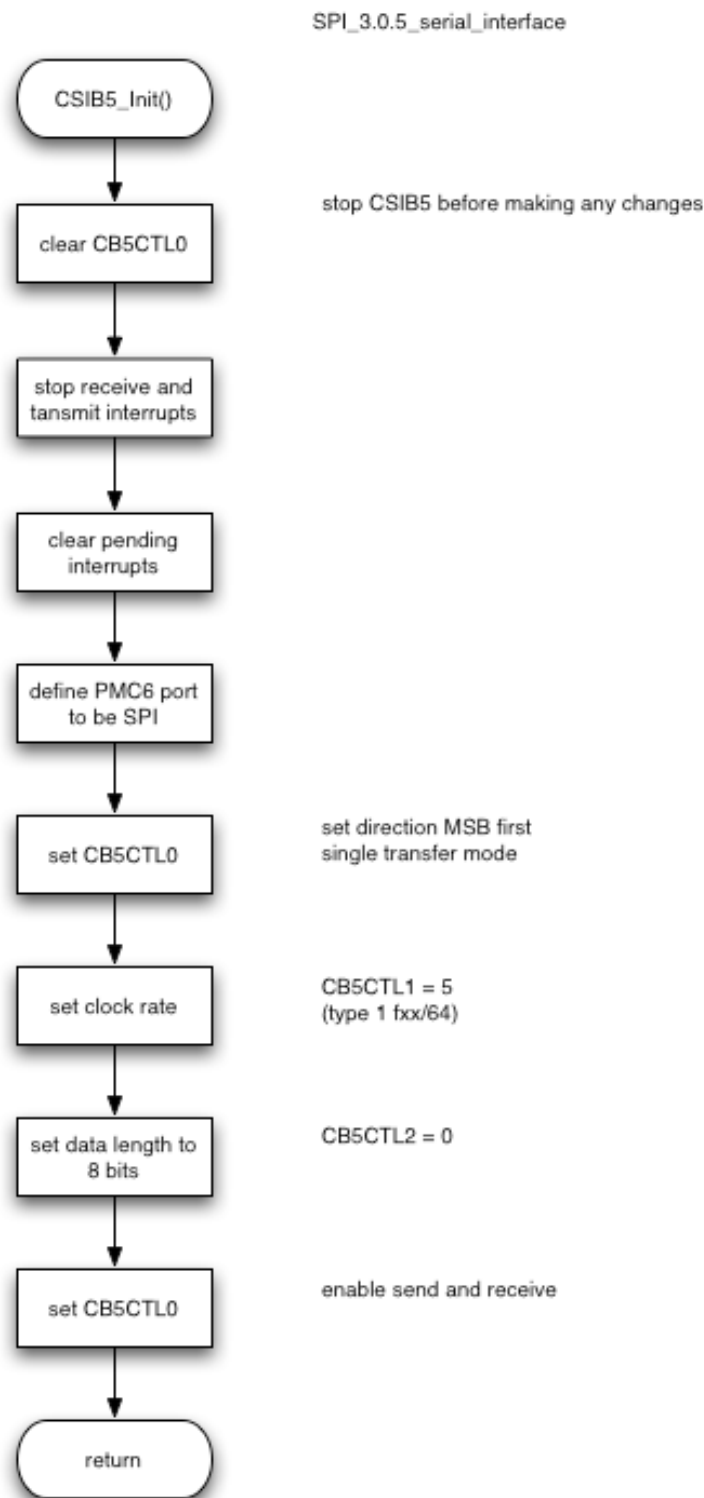 SPI_3.0.5_serial_interface
CSIB5_Init()
stop CSIB5 before making any changes
clear CB5CTL0
stop receive and
tansmit interrupts
clear pending
interrupts
define PMC6 port
to be SPI
set CB5CTL0
set direction MSB first
single transfer mode
set clock rate
CB5CTL1 = 5
(type 1 fxx/64)
set data length to
8 bits
CB5CTL2 = 0
set CB5CTL0
enable send and receive
return